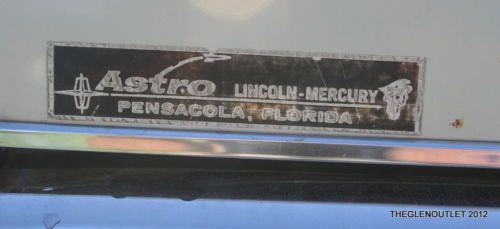 Astro LINCOLN-MERCURY
PENSACOLA, FLORIDA
THEGLENOUTLET 2012